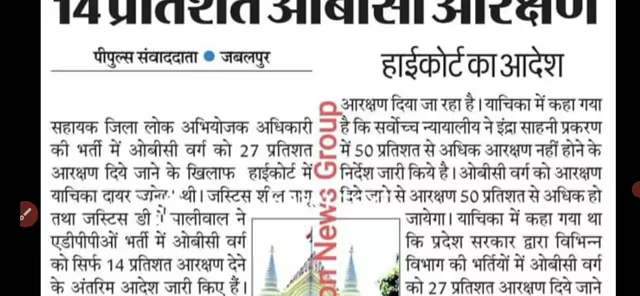 14 प्रतिशत ओबीसी आरक्षण
पीपुल्स संवाददाता ● जबलपुर
हाईकोर्ट का आदेश
सहायक जिला लोक अभियोजक अधिकारी
की भर्ती में ओबीसी वर्ग को 27 प्रतिशत
आरक्षण दिये जाने के खिलाफ हाईकोर्ट में
याचिका दायर थी। जस्टिस
तथा जस्टिस डी पालीवाल ने
एडीपीपीओ भर्ती में ओबीसी वर्ग
को सिर्फ 14 प्रतिशत आरक्षण देने
के अंतरिम आदेश जारी किए हैं।
आरक्षण दिया जा रहा है। याचिका में कहा गया
है कि सर्वोच्च न्यायालीय ने इंद्रा साहनी प्रकरण
में 50 प्रतिशत से अधिक आरक्षण नहीं होने के
निर्देश जारी किये है। ओबीसी वर्ग को आरक्षण
दिये जाने से आरक्षण 50 प्रतिशत से अधिक हो
जायेगा। याचिका में कहा गया था
कि प्रदेश सरकार द्वारा विभिन्न
विभाग की भर्तियों में ओबीसी वर्ग
को 27 प्रतिशत आरक्षण दिये जाने
on News Group